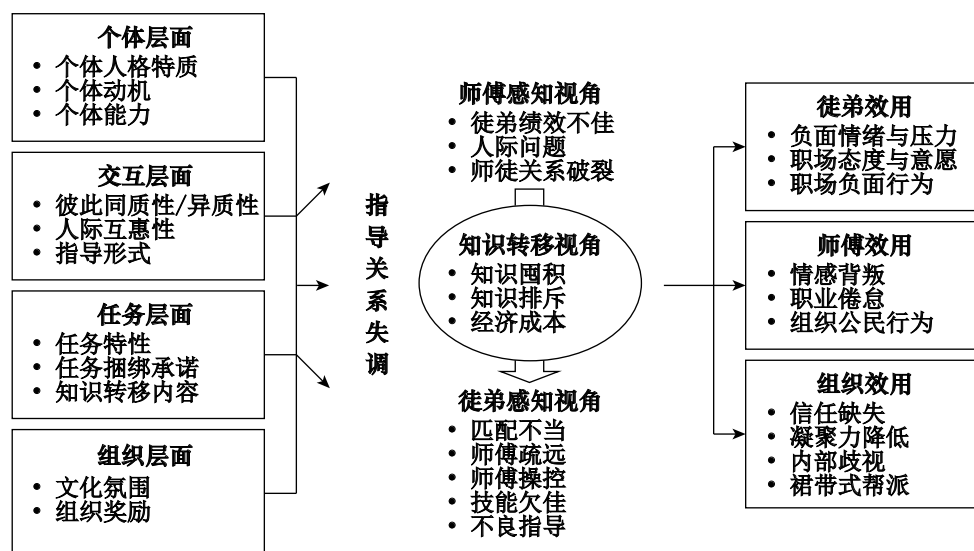 个体层面
• 个体人格特质
• 个体动机
• 个体能力
交互层面
• 彼此同质性/异质性
• 人际互惠性
• 指导形式
任务层面
• 任务特性
• 任务捆绑承诺
• 知识转移内容
组织层面
• 文化氛围
• 组织奖励
指导关系失调
师傅感知视角
• 徒弟绩效不佳
• 人际问题
• 师徒关系破裂
知识转移视角
• 知识囤积
• 知识排斥
• 经济成本
徒弟感知视角
• 匹配不当
• 师傅疏远
• 师傅操控
• 技能欠佳
• 不良指导
徒弟效用
• 负面情绪与压力
• 职场态度与意愿
• 职场负面行为
师傅效用
• 情感背叛
• 职业倦怠
• 组织公民行为
组织效用
• 信任缺失
• 凝聚力降低
• 内部歧视
• 裙带式帮派